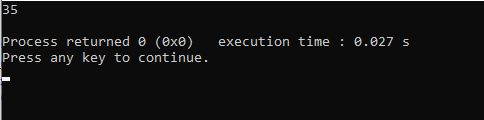 35
Process returned 0 (0x0)   execution time : 0.027 s
Press any key to continue.